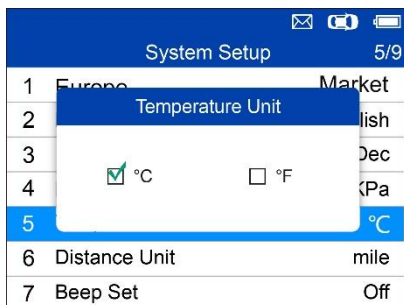 System Setup 5/9
1 Europe Market
Temperature Unit
2 lish
3 Dec
°C °F
4 KPa
5 °C
6 Distance Unit mile
7 Beep Set Off